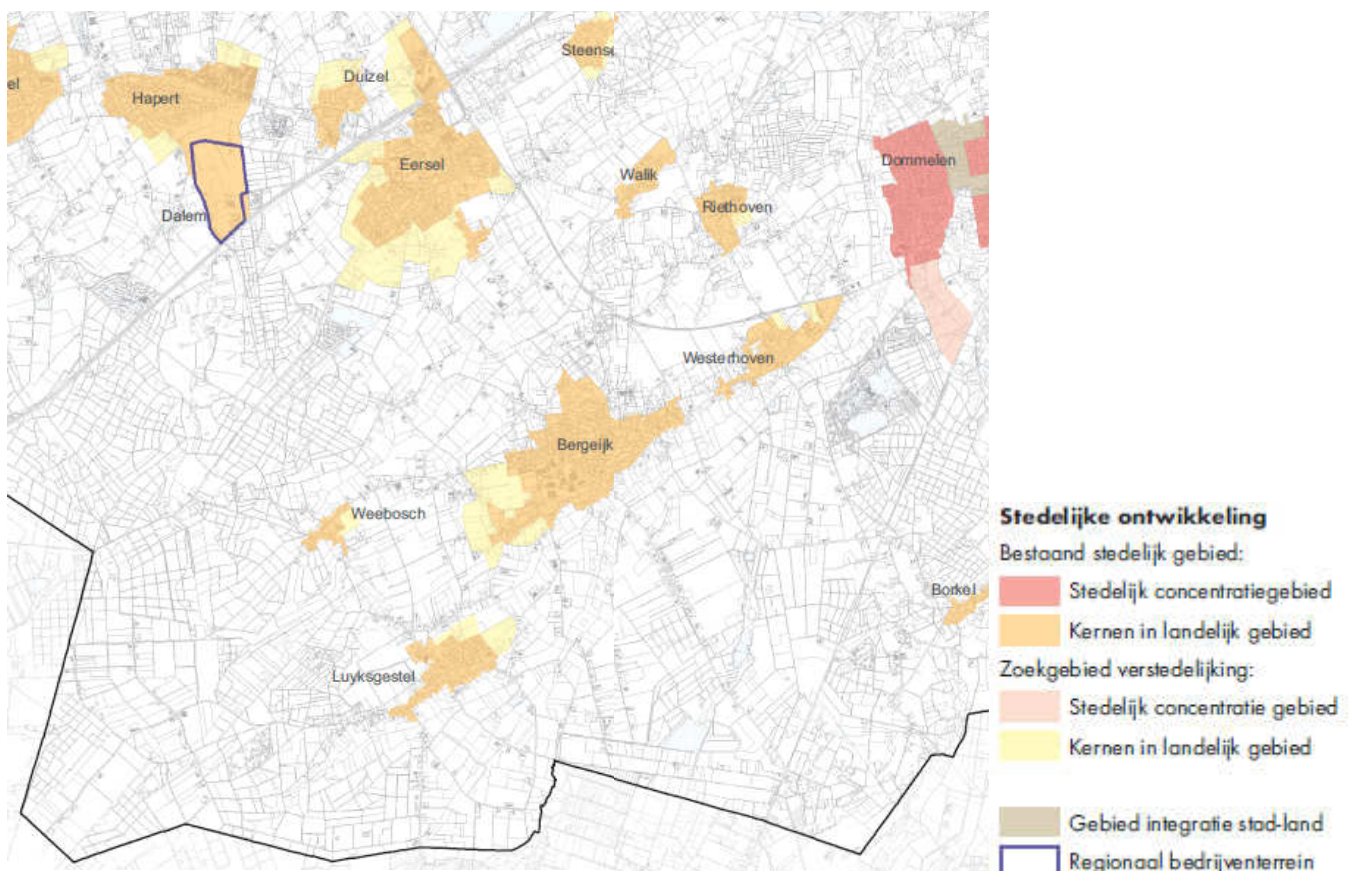 Steense
Duizel
el
Hapert
Eersel
Dommelen
Walik
Riethoven
Dalem
Westerhoven
Bergeijk
Weebosch
Borkel
Luyksgestel
Stedelijke ontwikkeling
Bestaand stedelijk gebied:
Stedelijk concentratiegebied
Kernen in landelijk gebied
Zoekgebied verstedelijking:
Stedelijk concentratie gebied
Kernen in landelijk gebied
Gebied integratie stad-land
Regionaal bedrijventerrein